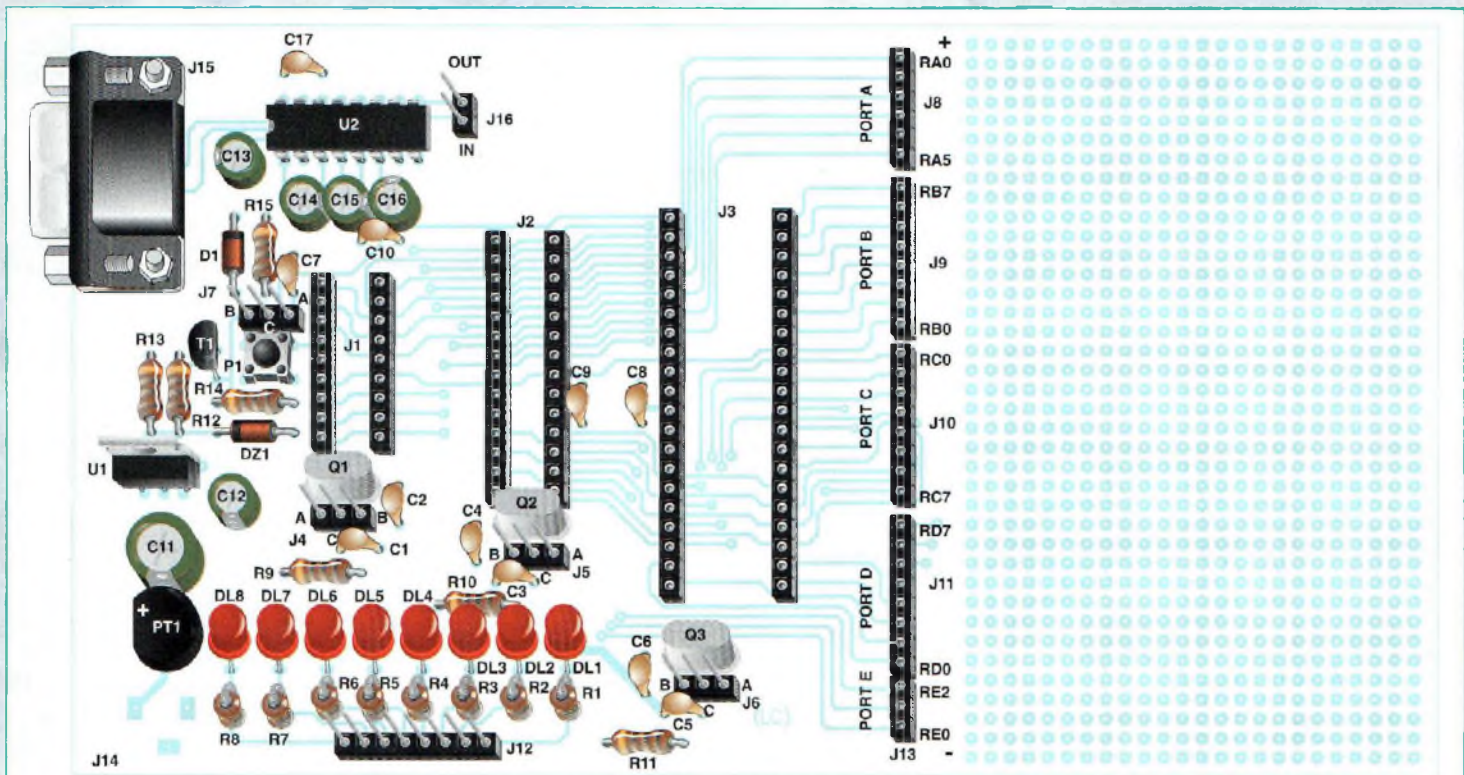 C17
J15
OUT
J16
IN
U2
C13
C14
C15
C16
R15
C10
D1
C7
J7
B
A
C
J1
J2
J3
T1
P1
R13
R14
R12
DZ1
U1
C12
C11
PT1
+
Q1
A
B
C
J4
C2
C1
R9
C9
C8
Q2
C4
B
A
C
J5
C3
R10
DL8
DL7
DL6
DL5
DL4
DL3
DL2
DL1
R8
R7
R6
R5
R4
R3
R2
R1
J12
J14
Q3
C6
B
A
C
J6
C5
R11
(LC)
+
RA0
PORT A
J8
RA5
RB7
PORT B
J9
RB0
RC0
PORT C
J10
RC7
RD7
PORT D
J11
RD0
RE2
PORT E
RE0
J13
-